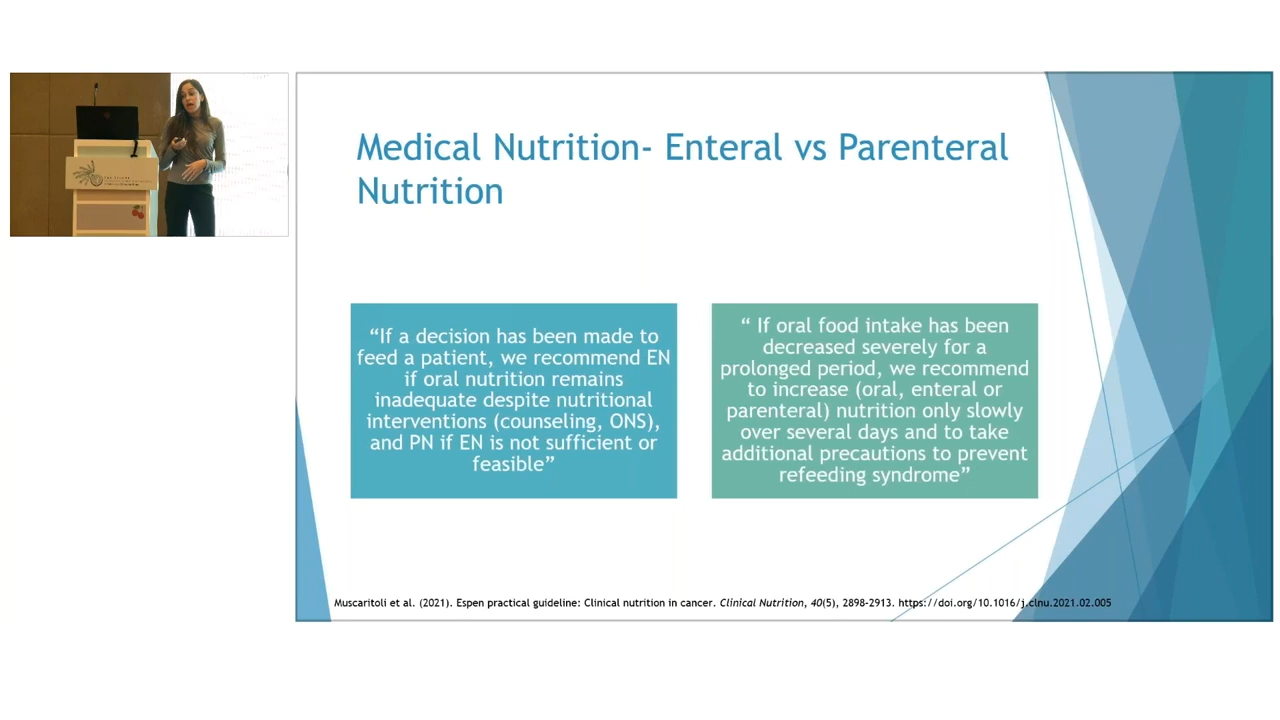 Medical Nutrition- Enteral vs Parenteral
Nutrition
“If a decision has been made to
feed a patient, we recommend EN
if oral nutrition remains
inadequate despite nutritional
interventions (counseling, ONS),
and PN if EN is not sufficient or
feasible”
“ If oral food intake has been
decreased severely for a
prolonged period, we recommend
to increase (oral, enteral or
parenteral) nutrition only slowly
over several days and to take
additional precautions to prevent
refeeding syndrome”
Muscaritoli et al. (2021). Espen practical guideline: Clinical nutrition in cancer. Clinical Nutrition, 40(5), 2898-2913. https://doi.org/10.1016/j.clnu.2021.02.005